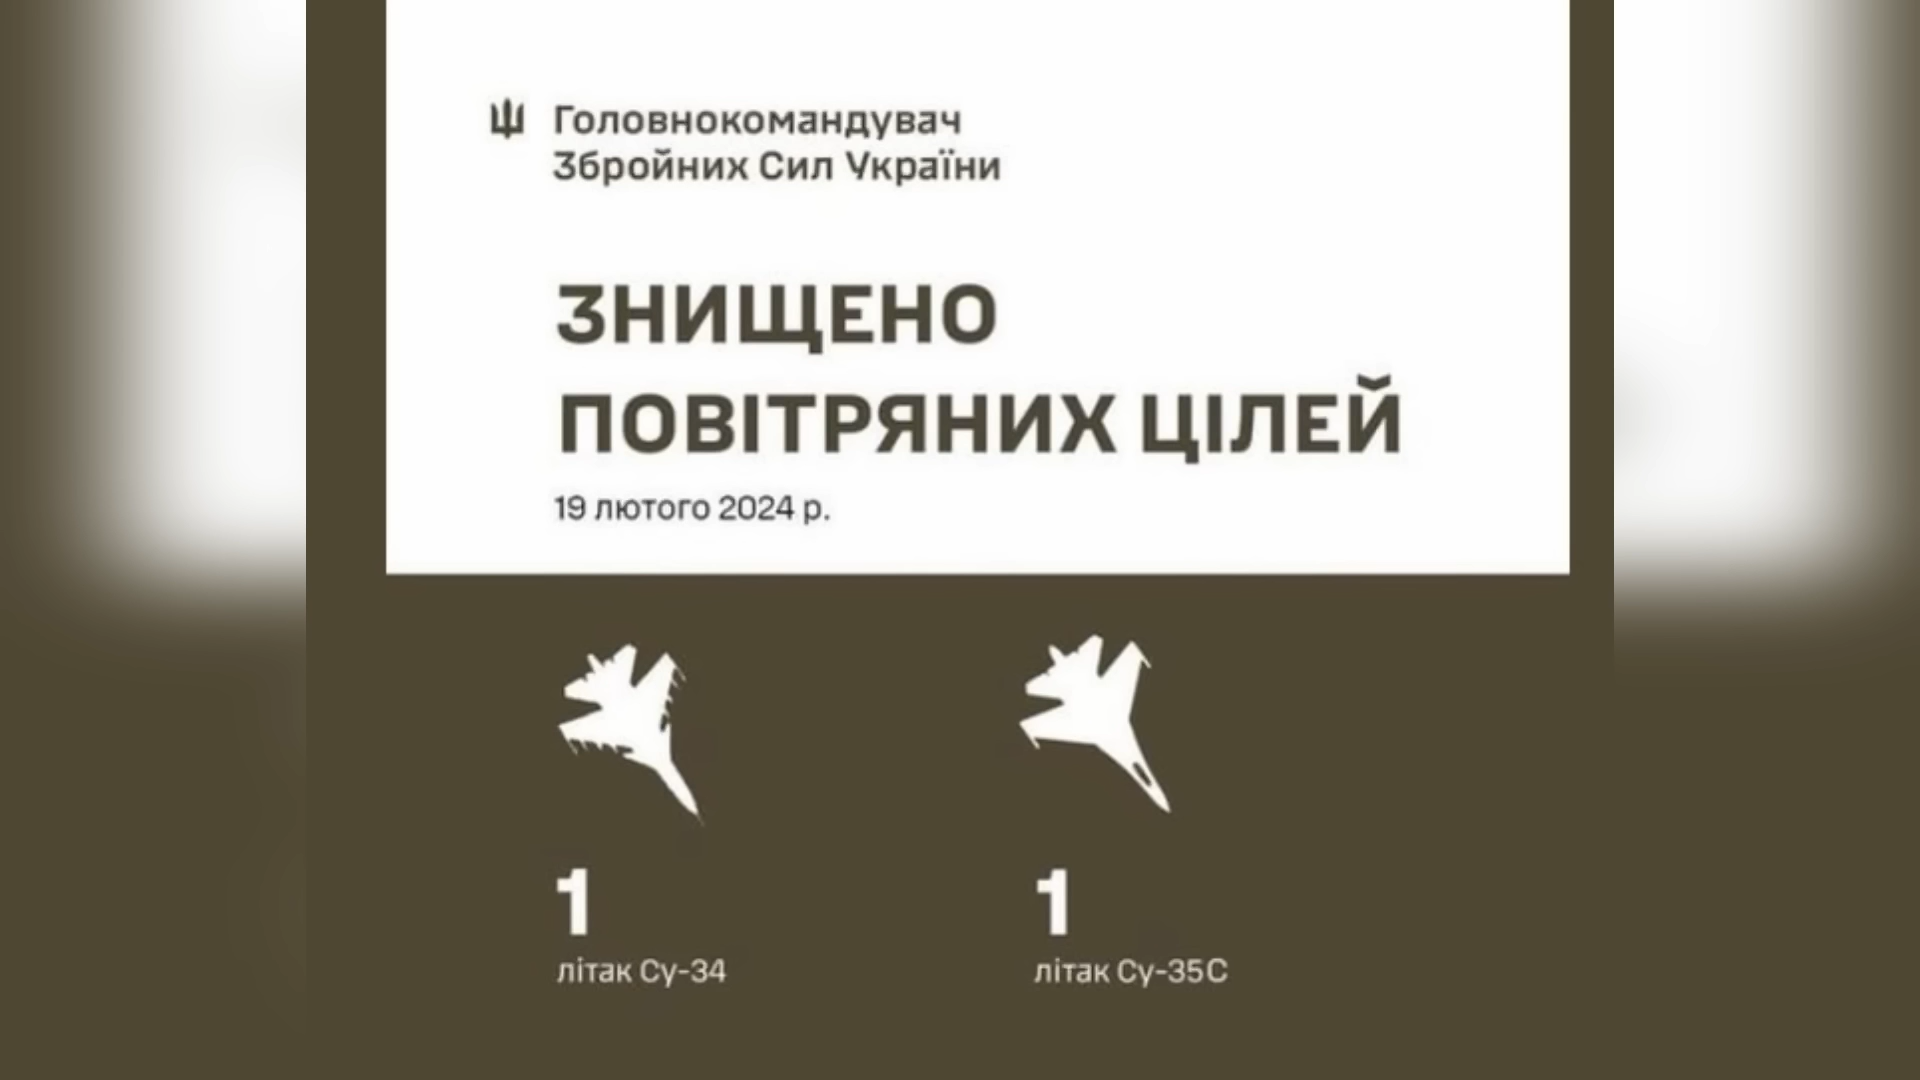 Головнокомандувач
Збройних Сил України
ЗНИЩЕНО
ПОВІТРЯНИХ ЦІЛЕЙ
19 лютого 2024 р.
1
літак Су-34
1
літак Су-35С